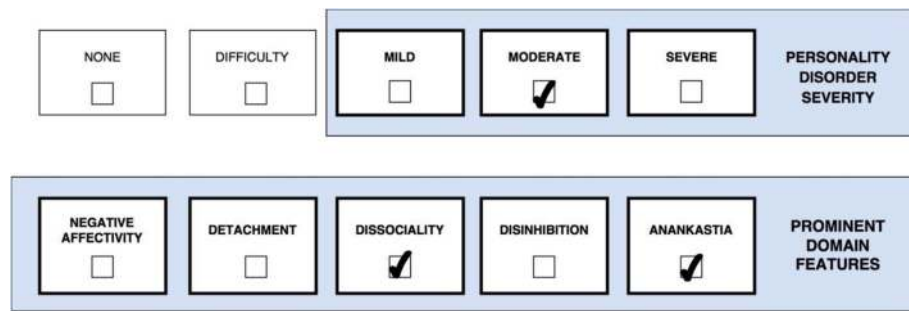 NONE
DIFFICULTY
MILD
MODERATE
SEVERE
PERSONALITY
DISORDER
SEVERITY
NEGATIVE
AFFECTIVITY
DETACHMENT
DISSOCIALITY
DISINHIBITION
ANANKASTIA
PROMINENT
DOMAIN
FEATURES